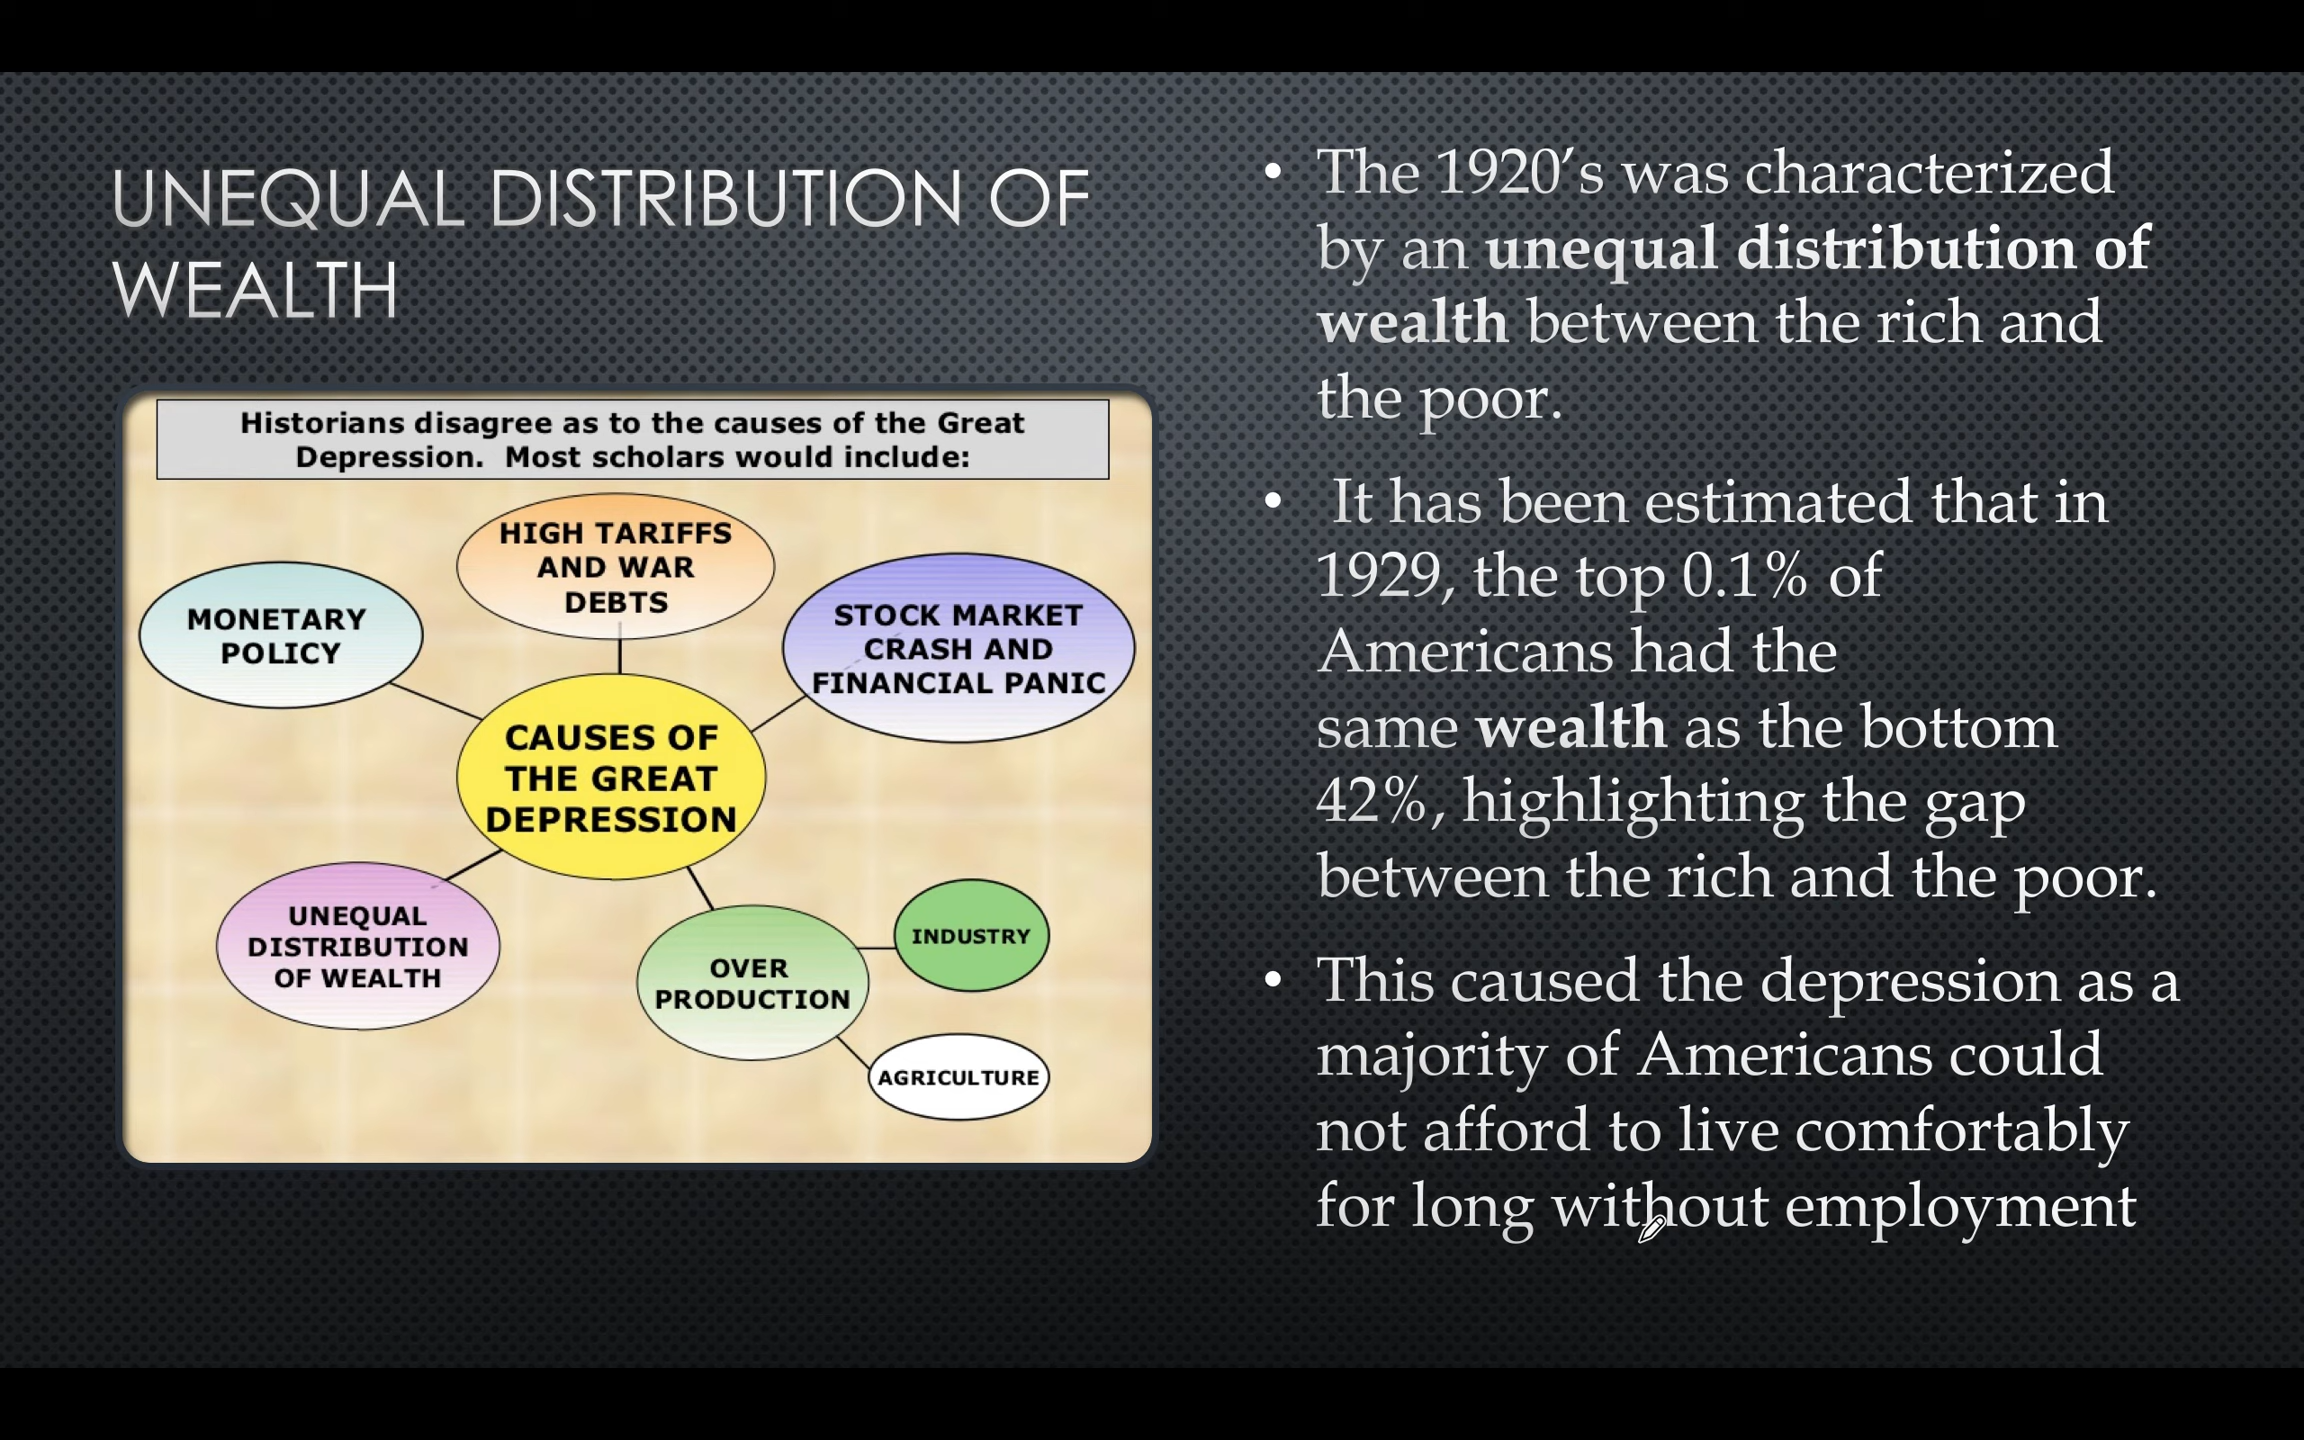 UNEQUAL DISTRIBUTION OF
WEALTH
Historians disagree as to the causes of the Great
Depression. Most scholars would include:
HIGH TARIFFS
AND WAR
DEBTS
MONETARY
POLICY
STOCK MARKET
CRASH AND
FINANCIAL PANIC
CAUSES OF
THE GREAT
DEPRESSION
UNEQUAL
DISTRIBUTION
OF WEALTH
OVER
PRODUCTION
INDUSTRY
AGRICULTURE
• The 1920’s was characterized
by an unequal distribution of
wealth between the rich and
the poor.
• It has been estimated that in
1929, the top 0.1% of
Americans had the
same wealth as the bottom
42%, highlighting the gap
between the rich and the poor.
• This caused the depression as a
majority of Americans could
not afford to live comfortably
for long without employment